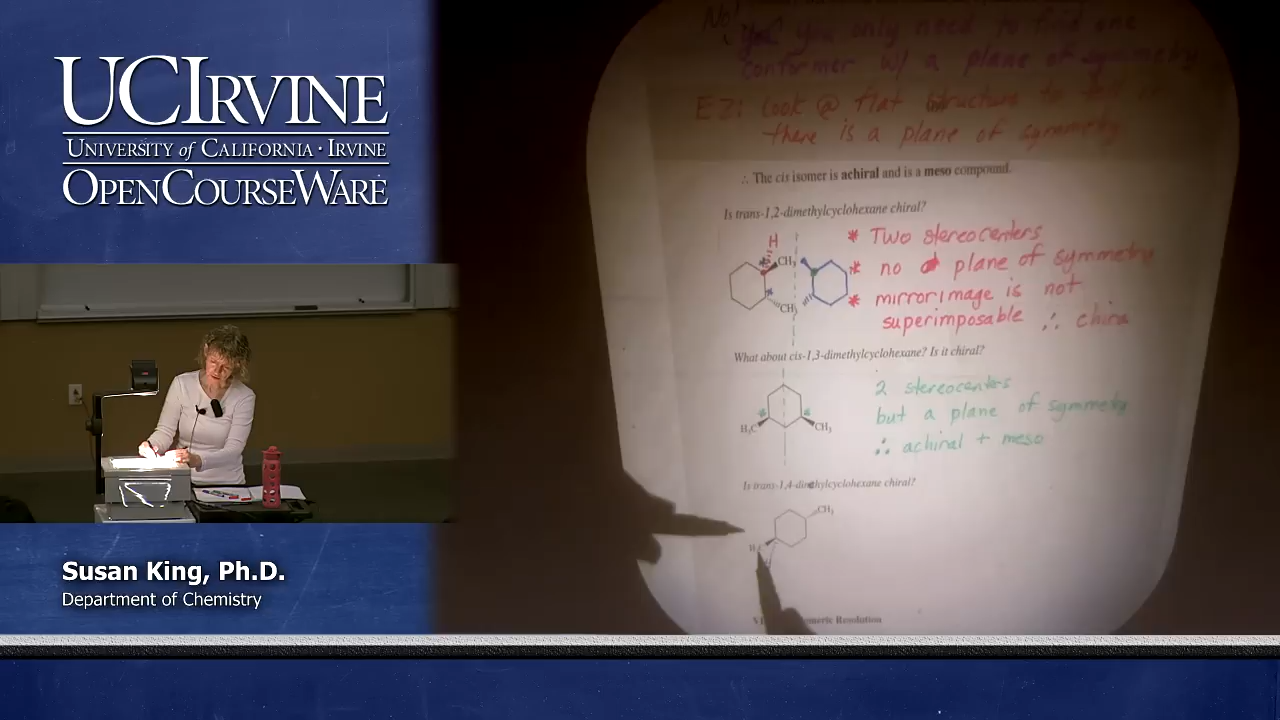 UCIRVINE
UNIVERSITY of CALIFORNIA · IRVINE
OPENCOURSEWARE
Susan King, Ph.D.
Department of Chemistry
No!
you only need to find one
conformer w/ a plane of symmetry
EZ: Look @ flat structure to
there is a plane of symmetry
∴ The cis isomer is achiral and is a meso compound.
Is trans-1,2-dimethylcyclohexane chiral?
H
CH3
CH3
* Two stereocenters
* no plane of symmetry
* mirror image is not
superimposable ∴ chira
What about cis-1,3-dimethylcyclohexane? Is it chiral?
H3C
CH3
2 stereocenters
but a plane of symmetry
∴ achiral + meso
Is trans-1,4-dimethylcyclohexane chiral?
CH3
Resolution